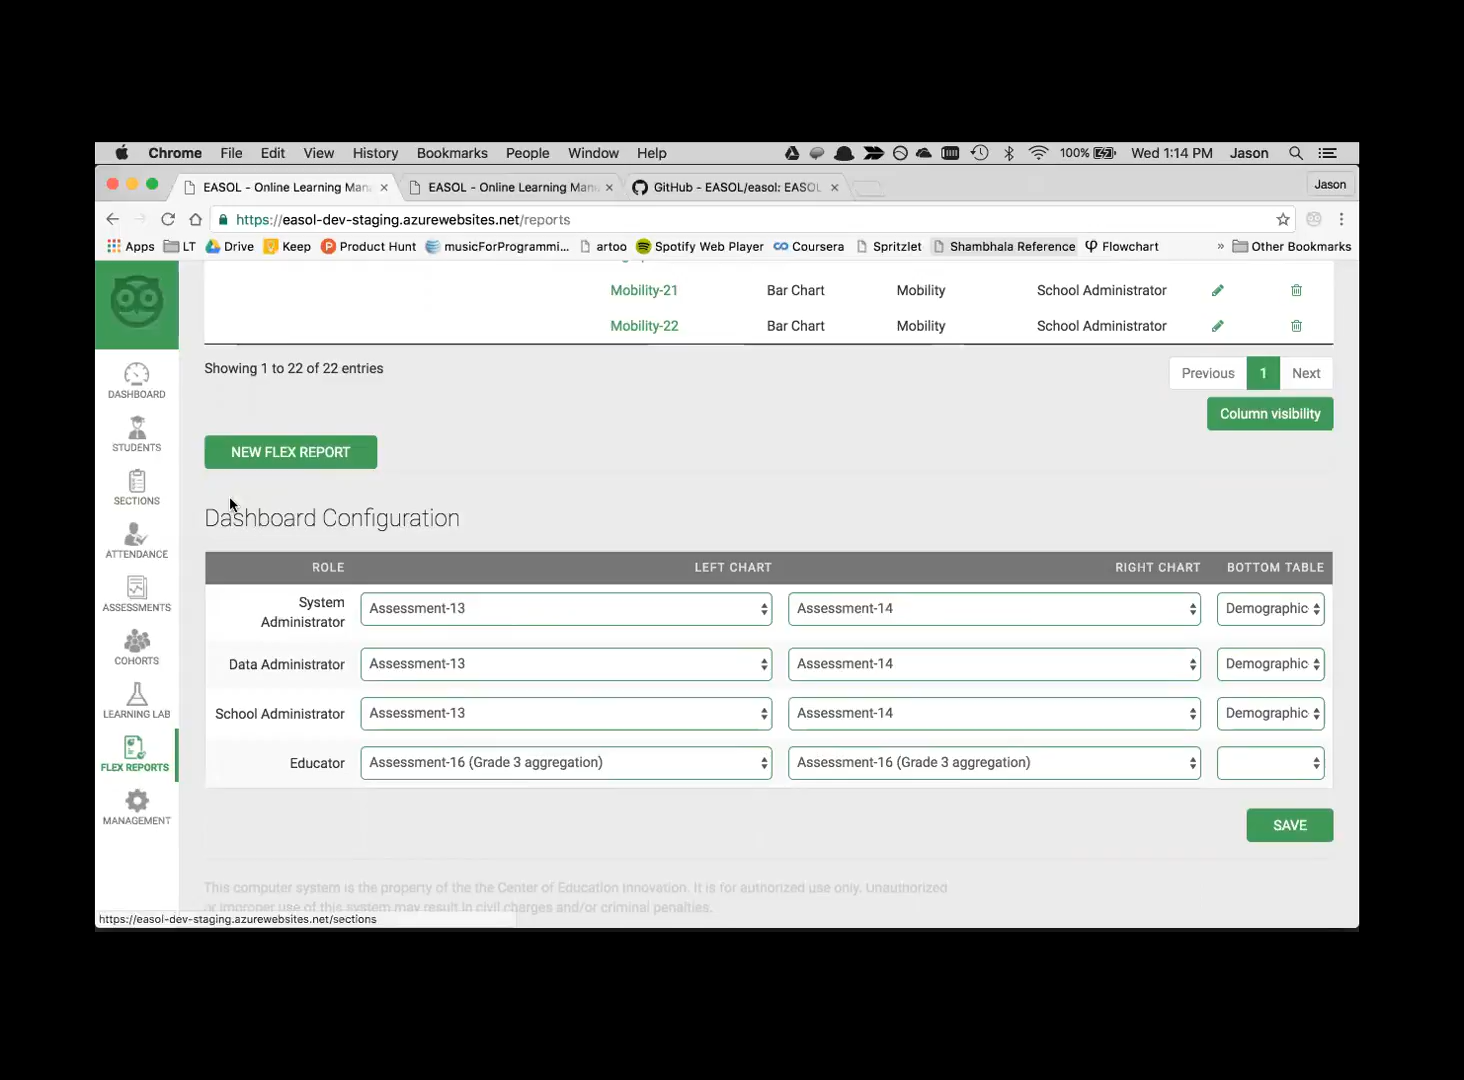 Chrome File Edit View History Bookmarks People Window Help 100% Wed 1:14 PM Jason
EASOL - Online Learning Man EASOL - Online Learning Man GitHub - EASOL/easol: EASOL Jason
https://easol-dev-staging.azurewebsites.net/reports
Apps LT Drive Keep Product Hunt musicForProgrammi... artoo Spotify Web Player Coursera Spritzlet Shambhala Reference Flowchart » Other Bookmarks
Mobility-21 Bar Chart Mobility School Administrator
Mobility-22 Bar Chart Mobility School Administrator
Showing 1 to 22 of 22 entries
Previous 1 Next
Column visibility
NEW FLEX REPORT
DASHBOARD
STUDENTS
SECTIONS
ATTENDANCE
ASSESSMENTS
COHORTS
LEARNING LAB
FLEX REPORTS
MANAGEMENT
Dashboard Configuration
ROLE LEFT CHART RIGHT CHART BOTTOM TABLE
System Administrator Assessment-13 Assessment-14 Demographic
Data Administrator Assessment-13 Assessment-14 Demographic
School Administrator Assessment-13 Assessment-14 Demographic
Educator Assessment-16 (Grade 3 aggregation) Assessment-16 (Grade 3 aggregation)
SAVE
This computer system is the property of the the Center of Education Innovation. It is for authorized use only. Unauthorized
or improper use of this system may result in civil charges and/or criminal penalties.
https://easol-dev-staging.azurewebsites.net/sections